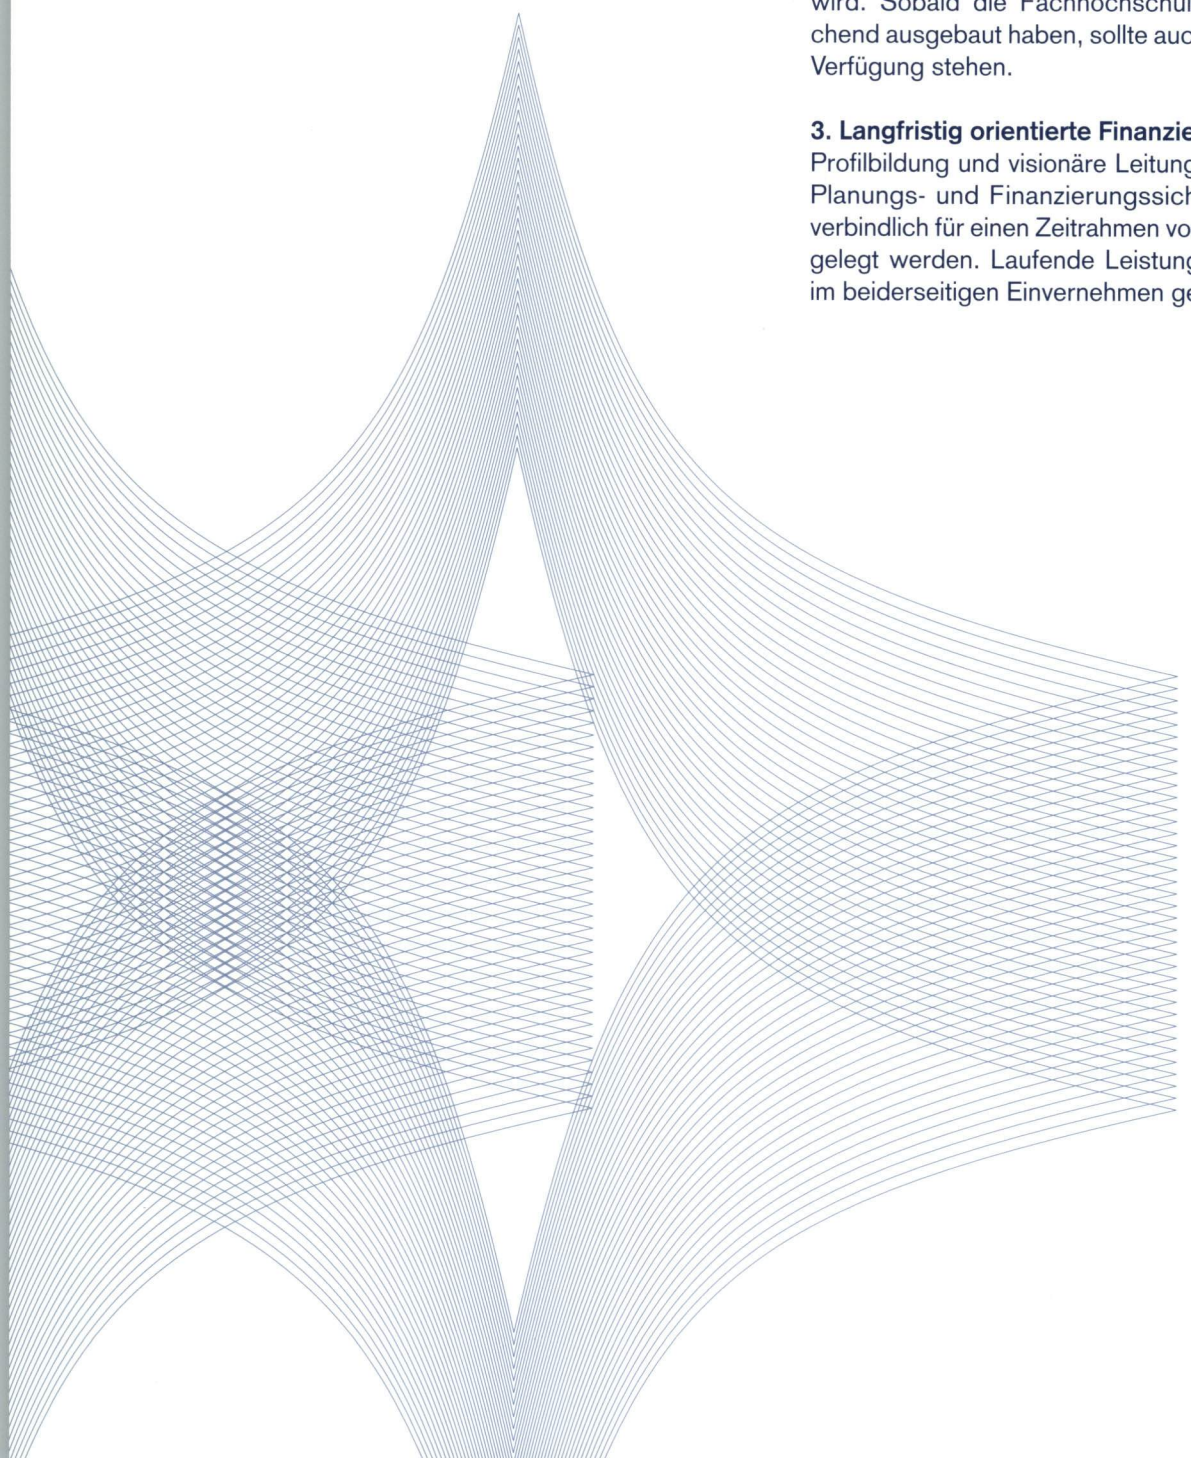 wird. Sobald die Fachhochschul
chend ausgebaut haben, sollte auc
Verfügung stehen.
3. Langfristig orientierte Finanzie
Profilbildung und visionäre Leitung
Planungs- und Finanzierungssich
verbindlich für einen Zeitrahmen vo
gelegt werden. Laufende Leistung
im beiderseitigen Einvernehmen ge